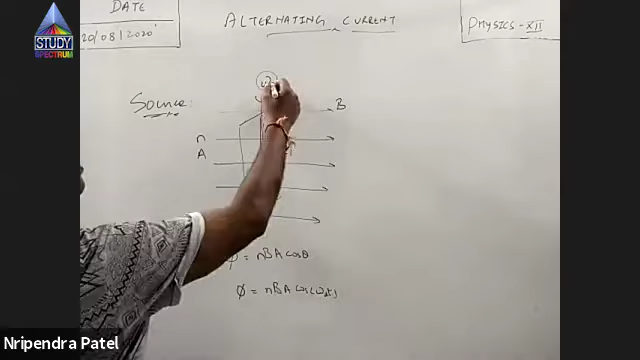 STUDY
SPECTRUM
DATE
20/08/2020
ALTERNATING CURRENT
PHYSICS-XII
Source:
ω
B
n
A
φ = nBA cosθ
φ = nBA cos(ωt)
Nripendra Patel